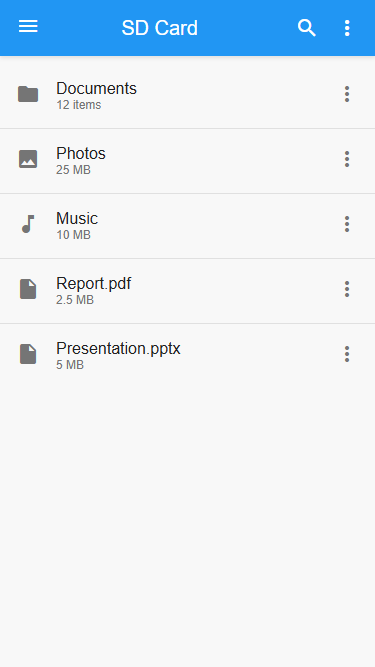 SD Card
Documents
12 items
Photos
25 MB
Music
10 MB
Report.pdf
2.5 MB
Presentation.pptx
5 MB